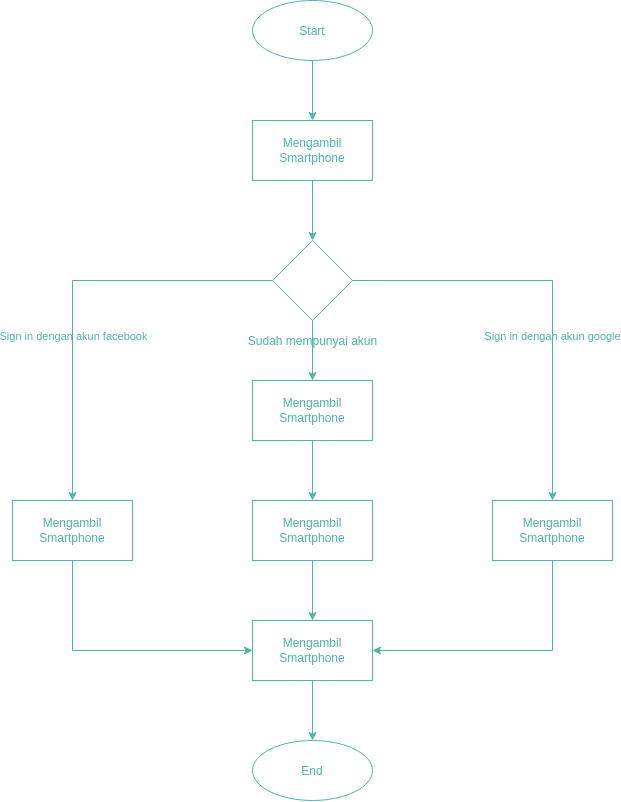 Start
Mengambil
Smartphone
Sign in dengan akun facebook
Sudah mempunyai akun
Sign in dengan akun google
Mengambil
Smartphone
Mengambil
Smartphone
Mengambil
Smartphone
Mengambil
Smartphone
Mengambil
Smartphone
End